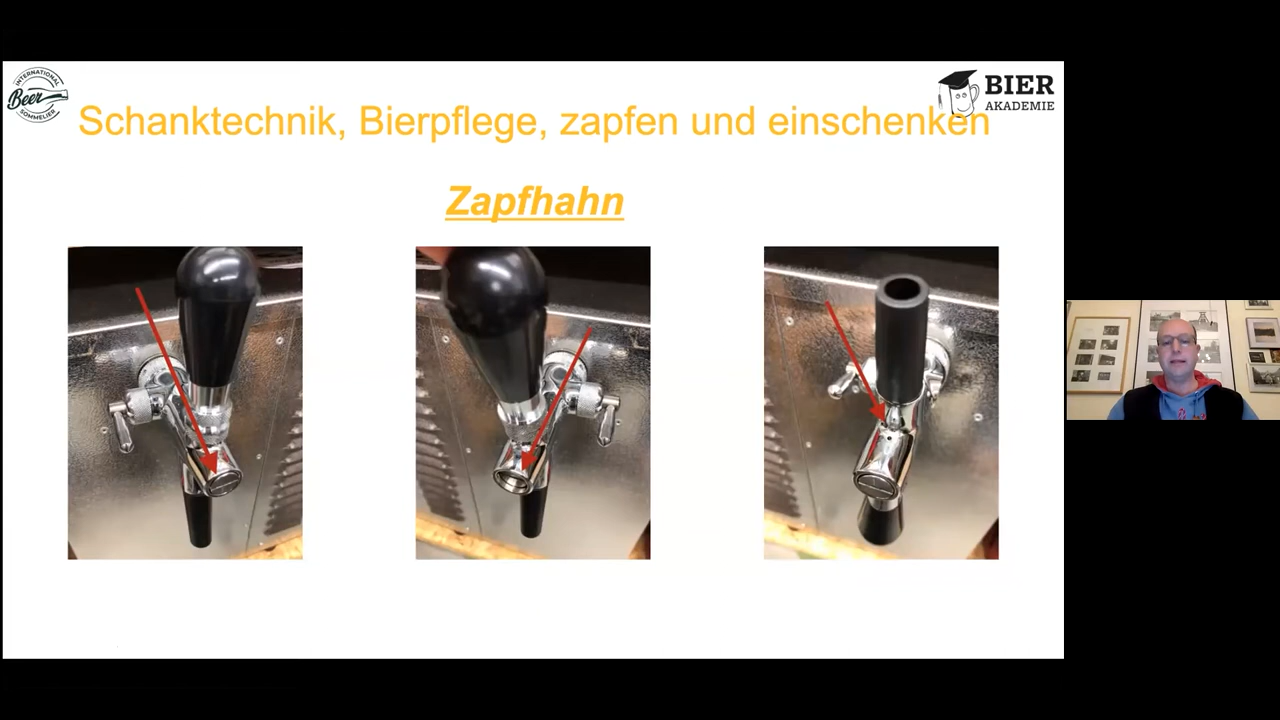 INTERNATIONAL
Beer
SOMMELIER
BIER
AKADEMIE
Schanktechnik, Bierpflege, zapfen und einschenken
Zapfhahn